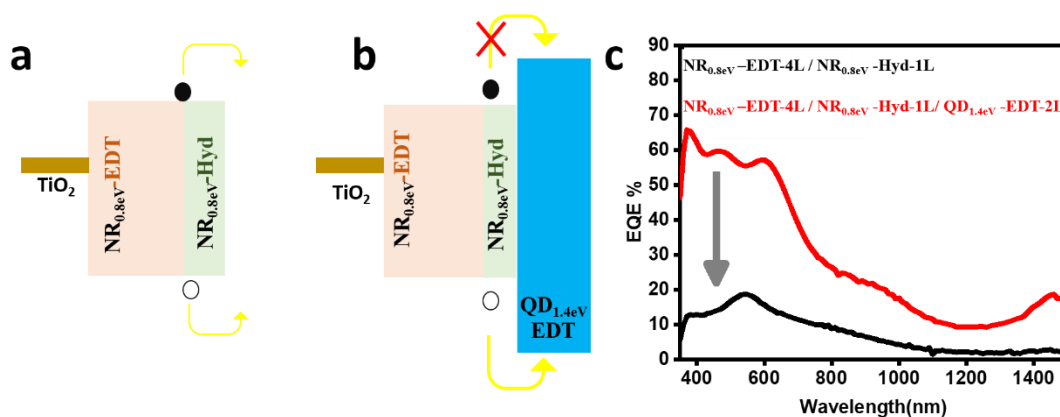 a
TiO2
NR0.8eV-EDT
NR0.8eV-Hyd
b
TiO2
NR0.8eV-EDT
NR0.8eV-Hyd
QD1.4eV
EDT
c
EQE %
90
80
70
60
50
40
30
20
10
0
NR0.8eV –EDT-4L / NR0.8eV -Hyd-1L
NR0.8eV –EDT-4L / NR0.8eV -Hyd-1L/ QD1.4eV -EDT-2L
400 600 800 1000 1200 1400
Wavelength(nm)